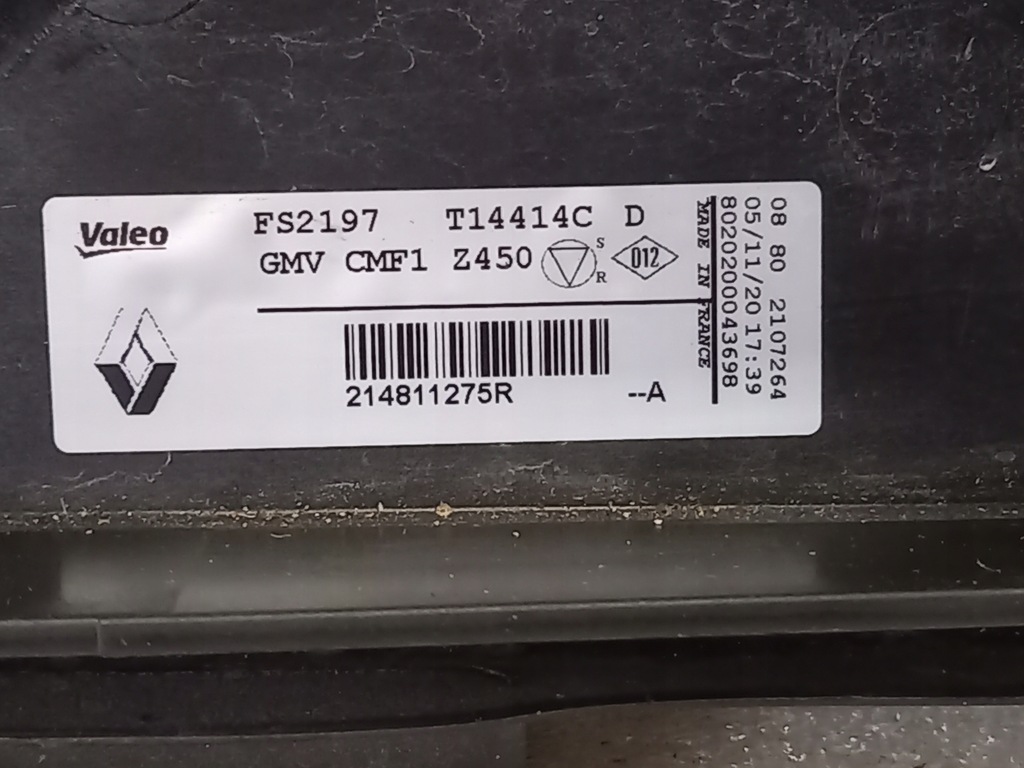 Valeo
FS2197 T14414C D
GMV CMF1 Z450 S R 012
214811275R --A
MADE IN FRANCE
8020200043698
05/11/20 17:39
08 80 2107264